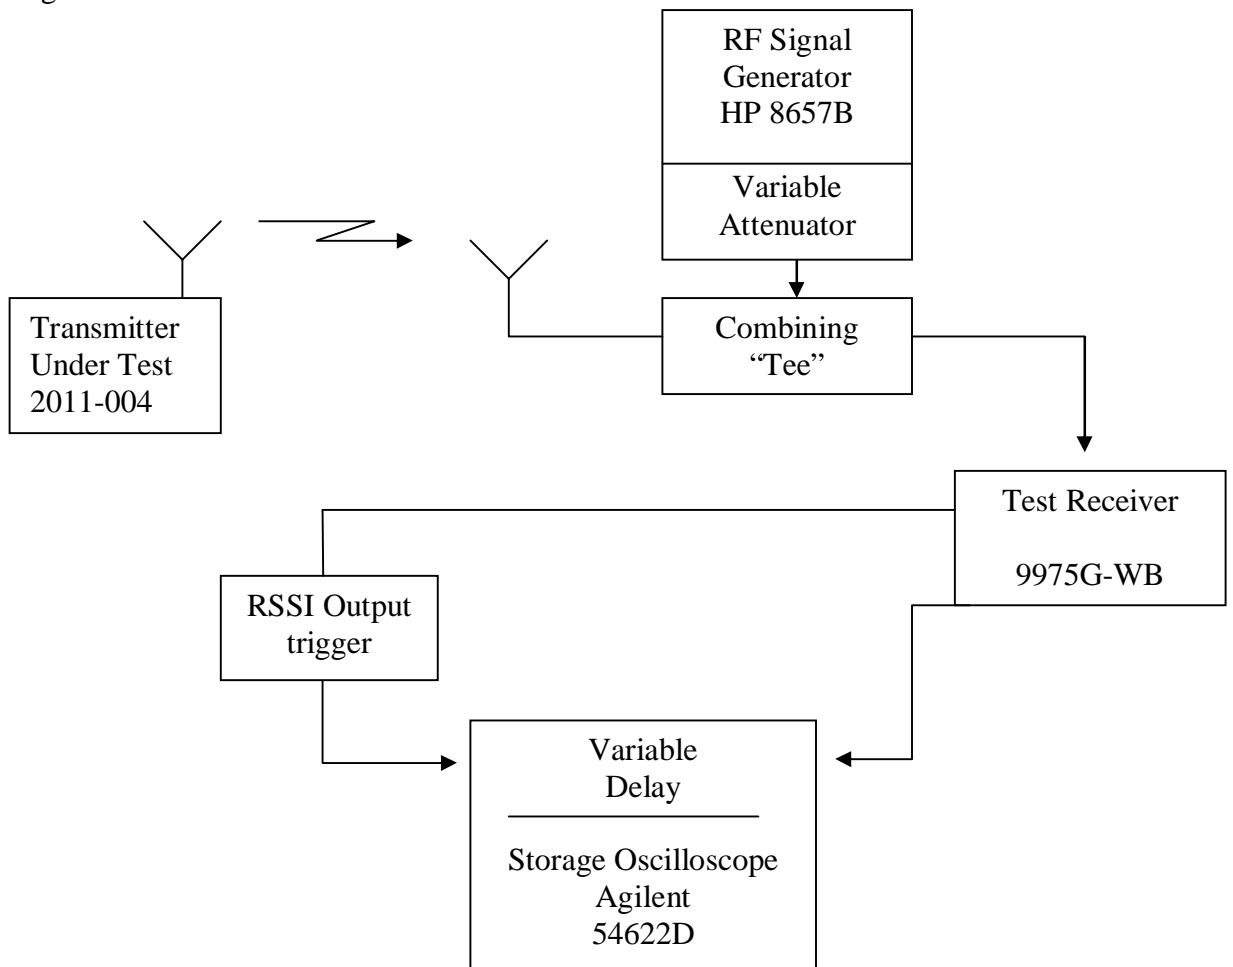 RF Signal
Generator
HP 8657B
Variable
Attenuator
Transmitter
Under Test
2011-004
Combining
“Tee”
Test Receiver
9975G-WB
RSSI Output
trigger
Variable
Delay
Storage Oscilloscope
Agilent
54622D